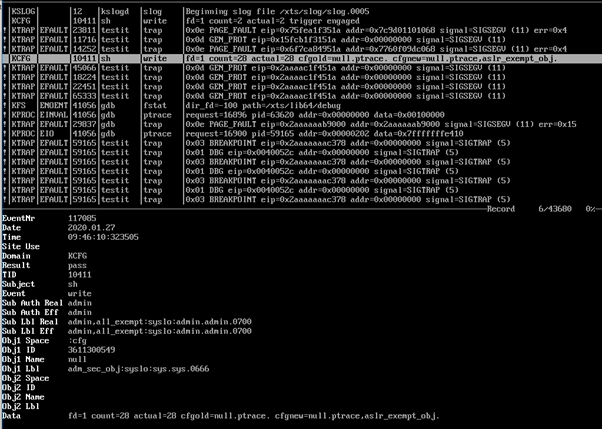 KSLOG 12 kslogd slog Beginning slog file /xts/slog/slog.0005
KCFG 10411 sh write fd=1 count=2 actual=2 trigger engaged
! KTRAP EFAULT 23811 testit trap 0x0e PAGE_FAULT eip=0x75fea1f351a addr=0x7c9d01101068 signal=SIGSEGV (11) err=0x4
! KTRAP EFAULT 11716 testit trap 0x0d GEN_PROT eip=0x15fcb1f3151a addr=0x00000000 signal=SIGSEGV (11)
! KTRAP EFAULT 14252 testit trap 0x0e PAGE_FAULT eip=0x6f7ca84951a addr=0x7760f09dc068 signal=SIGSEGV (11) err=0x4
KCFG 10411 sh write fd=1 count=28 actual=28 cfgold=null.ptrace. cfgnew=null.ptrace,aslr_exempt_obj.
! KTRAP EFAULT 45066 testit trap 0x0d GEN_PROT eip=0x2aaaac1f451a addr=0x00000000 signal=SIGSEGV (11)
! KTRAP EFAULT 18224 testit trap 0x0d GEN_PROT eip=0x2aaaac1f451a addr=0x00000000 signal=SIGSEGV (11)
! KTRAP EFAULT 22451 testit trap 0x0d GEN_PROT eip=0x2aaaac1f451a addr=0x00000000 signal=SIGSEGV (11)
! KTRAP EFAULT 65333 testit trap 0x0d GEN_PROT eip=0x2aaaac1f451a addr=0x00000000 signal=SIGSEGV (11)
! KFS ENOENT 41056 gdb fstat dir_fd=-100 path=/xts/lib64/debug
! KPROC EINVAL 41056 gdb ptrace request=16896 pid=63620 addr=0x00000000 data=0x00100000
! KTRAP EFAULT 29837 gdb trap 0x0e PAGE_FAULT eip=0x2aaaaaab9000 addr=0x2aaaaaab9000 signal=SIGSEGV (11) err=0x15
! KPROC EIO 41056 gdb ptrace request=16900 pid=59165 addr=0x00000202 data=0x7fffffffe410
! KTRAP EFAULT 59165 testit trap 0x03 BREAKPOINT eip=0x2aaaaaaac378 addr=0x00000000 signal=SIGTRAP (5)
! KTRAP EFAULT 59165 testit trap 0x01 DBG eip=0x0040052c addr=0x00000000 signal=SIGTRAP (5)
! KTRAP EFAULT 59165 testit trap 0x03 BREAKPOINT eip=0x2aaaaaaac378 addr=0x00000000 signal=SIGTRAP (5)
! KTRAP EFAULT 59165 testit trap 0x01 DBG eip=0x0040052c addr=0x00000000 signal=SIGTRAP (5)
! KTRAP EFAULT 59165 testit trap 0x03 BREAKPOINT eip=0x2aaaaaaac378 addr=0x00000000 signal=SIGTRAP (5)
! KTRAP EFAULT 59165 testit trap 0x01 DBG eip=0x0040052c addr=0x00000000 signal=SIGTRAP (5)
! KTRAP EFAULT 59165 testit trap 0x03 BREAKPOINT eip=0x2aaaaaaac378 addr=0x00000000 signal=SIGTRAP (5)
Record 6/43680 0%
EventNr 117085
Date 2020.01.27
Time 09:46:10:323505
Site Use
Domain KCFG
Result pass
TID 10411
Subject sh
Event write
Sub Auth Real admin
Sub Auth Eff admin
Sub Lbl Real admin,all_exempt:syslo:admin.admin.0700
Sub Lbl Eff admin,all_exempt:syslo:admin.admin.0700
Obj1 Space :cfg
Obj1 ID 3611300549
Obj1 Name null
Obj1 Lbl adm_sec_obj:syslo:sys.sys.0666
Obj2 Space
Obj2 ID
Obj2 Name
Obj2 Lbl
Data fd=1 count=28 actual=28 cfgold=null.ptrace. cfgnew=null.ptrace,aslr_exempt_obj.